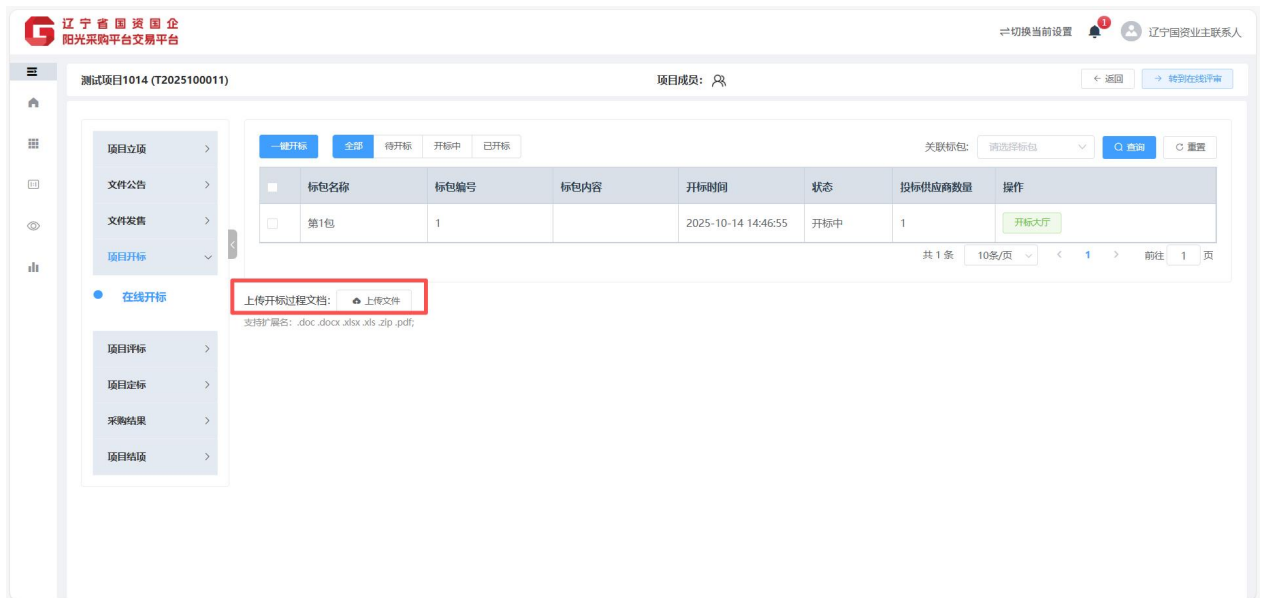 辽宁省国资国企
阳光采购平台交易平台
切换当前设置
1
辽宁国资业主联系人
测试项目1014 (T2025100011)
项目成员：
返回
转到在线评审
项目立项
文件公告
文件发售
项目开标
在线开标
项目评标
项目定标
采购结果
项目结项
一键开标 全部 待开标 开标中 已开标
关联标包: 请选择标包 查询 重置
标包名称 标包编号 标包内容 开标时间 状态 投标供应商数量 操作
第1包 1 2025-10-14 14:46:55 开标中 1 开标大厅
共 1 条 10条/页 1 前往 1 页
上传开标过程文档： 上传文件
支持扩展名：.doc .docx .xlsx .xls .zip .pdf;